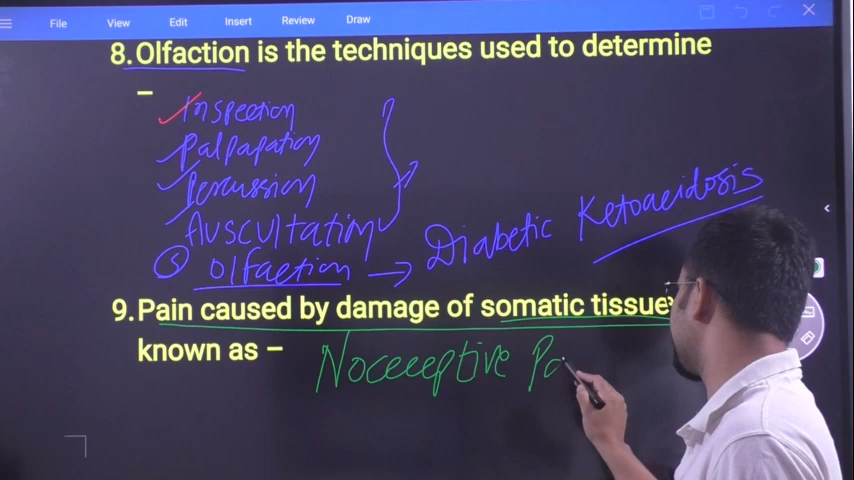 File View Edit Insert Review Draw
8. Olfaction is the techniques used to determine
–
Inspection
Palpapation
Percussion
Auscultation
5 Olfaction → Diabetic Ketoacidosis
9. Pain caused by damage of somatic tissue
known as – Noceeeptive Pa